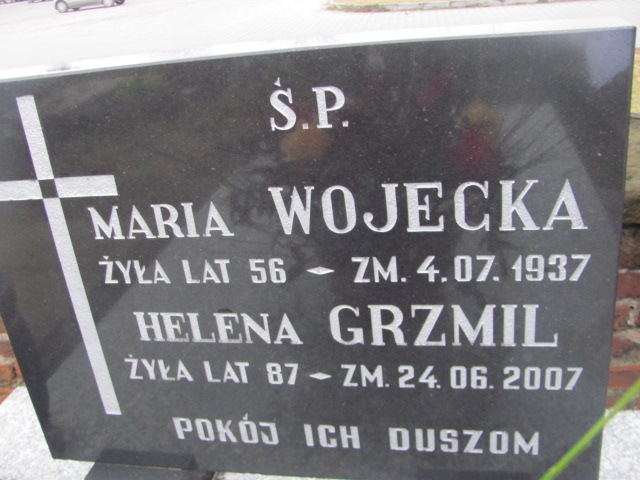 Ś.P.
MARIA WOJECKA
ŻYŁA LAT 56 – ZM. 4.07.1937
HELENA GRZMIL
ŻYŁA LAT 87 – ZM. 24.06.2007
POKÓJ ICH DUSZOM